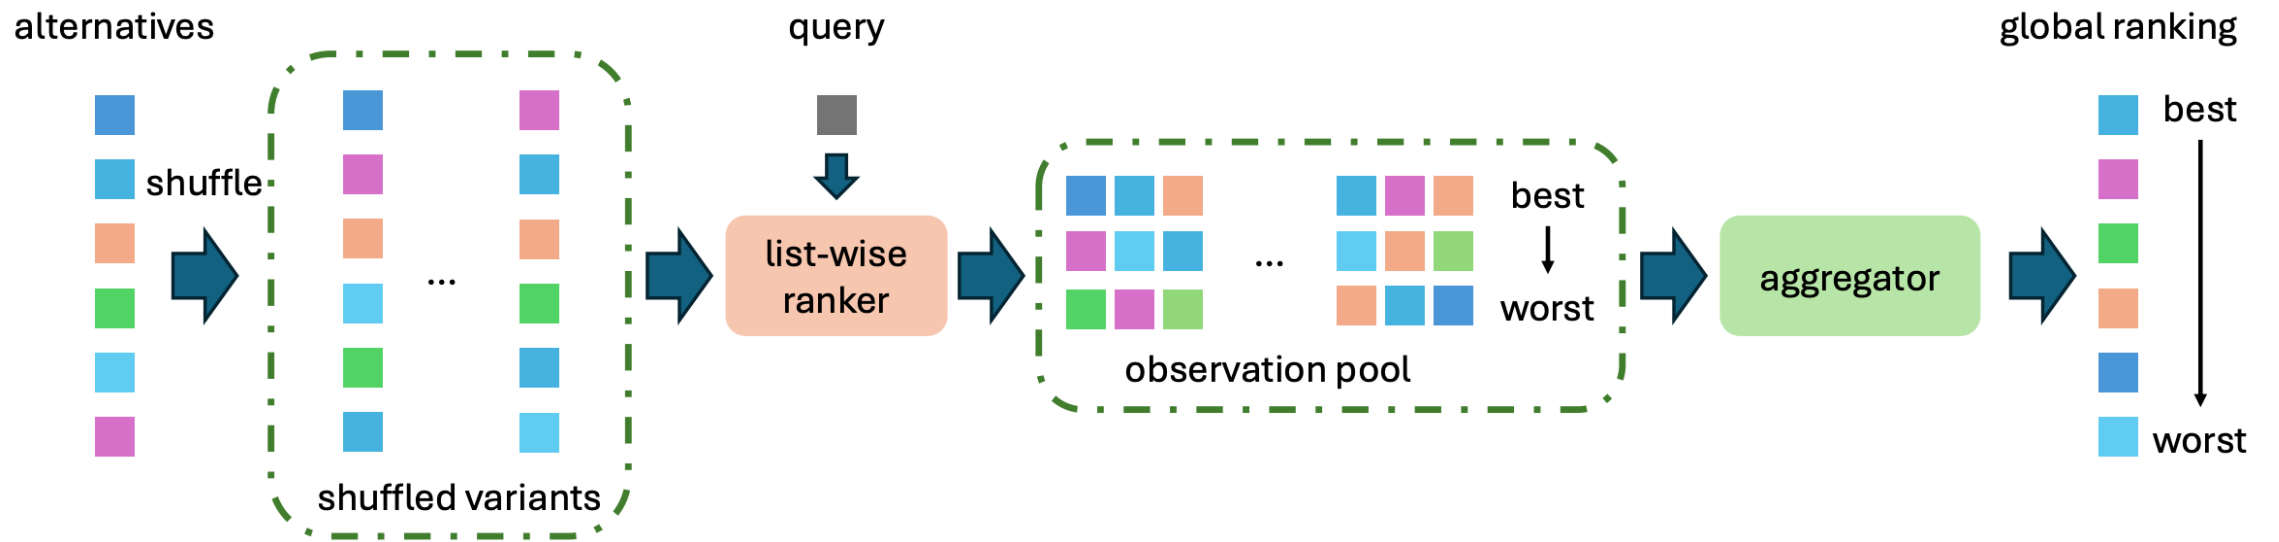 alternatives
shuffle
...
shuffled variants
query
list-wise
ranker
...
best
worst
observation pool
aggregator
global ranking
best
worst